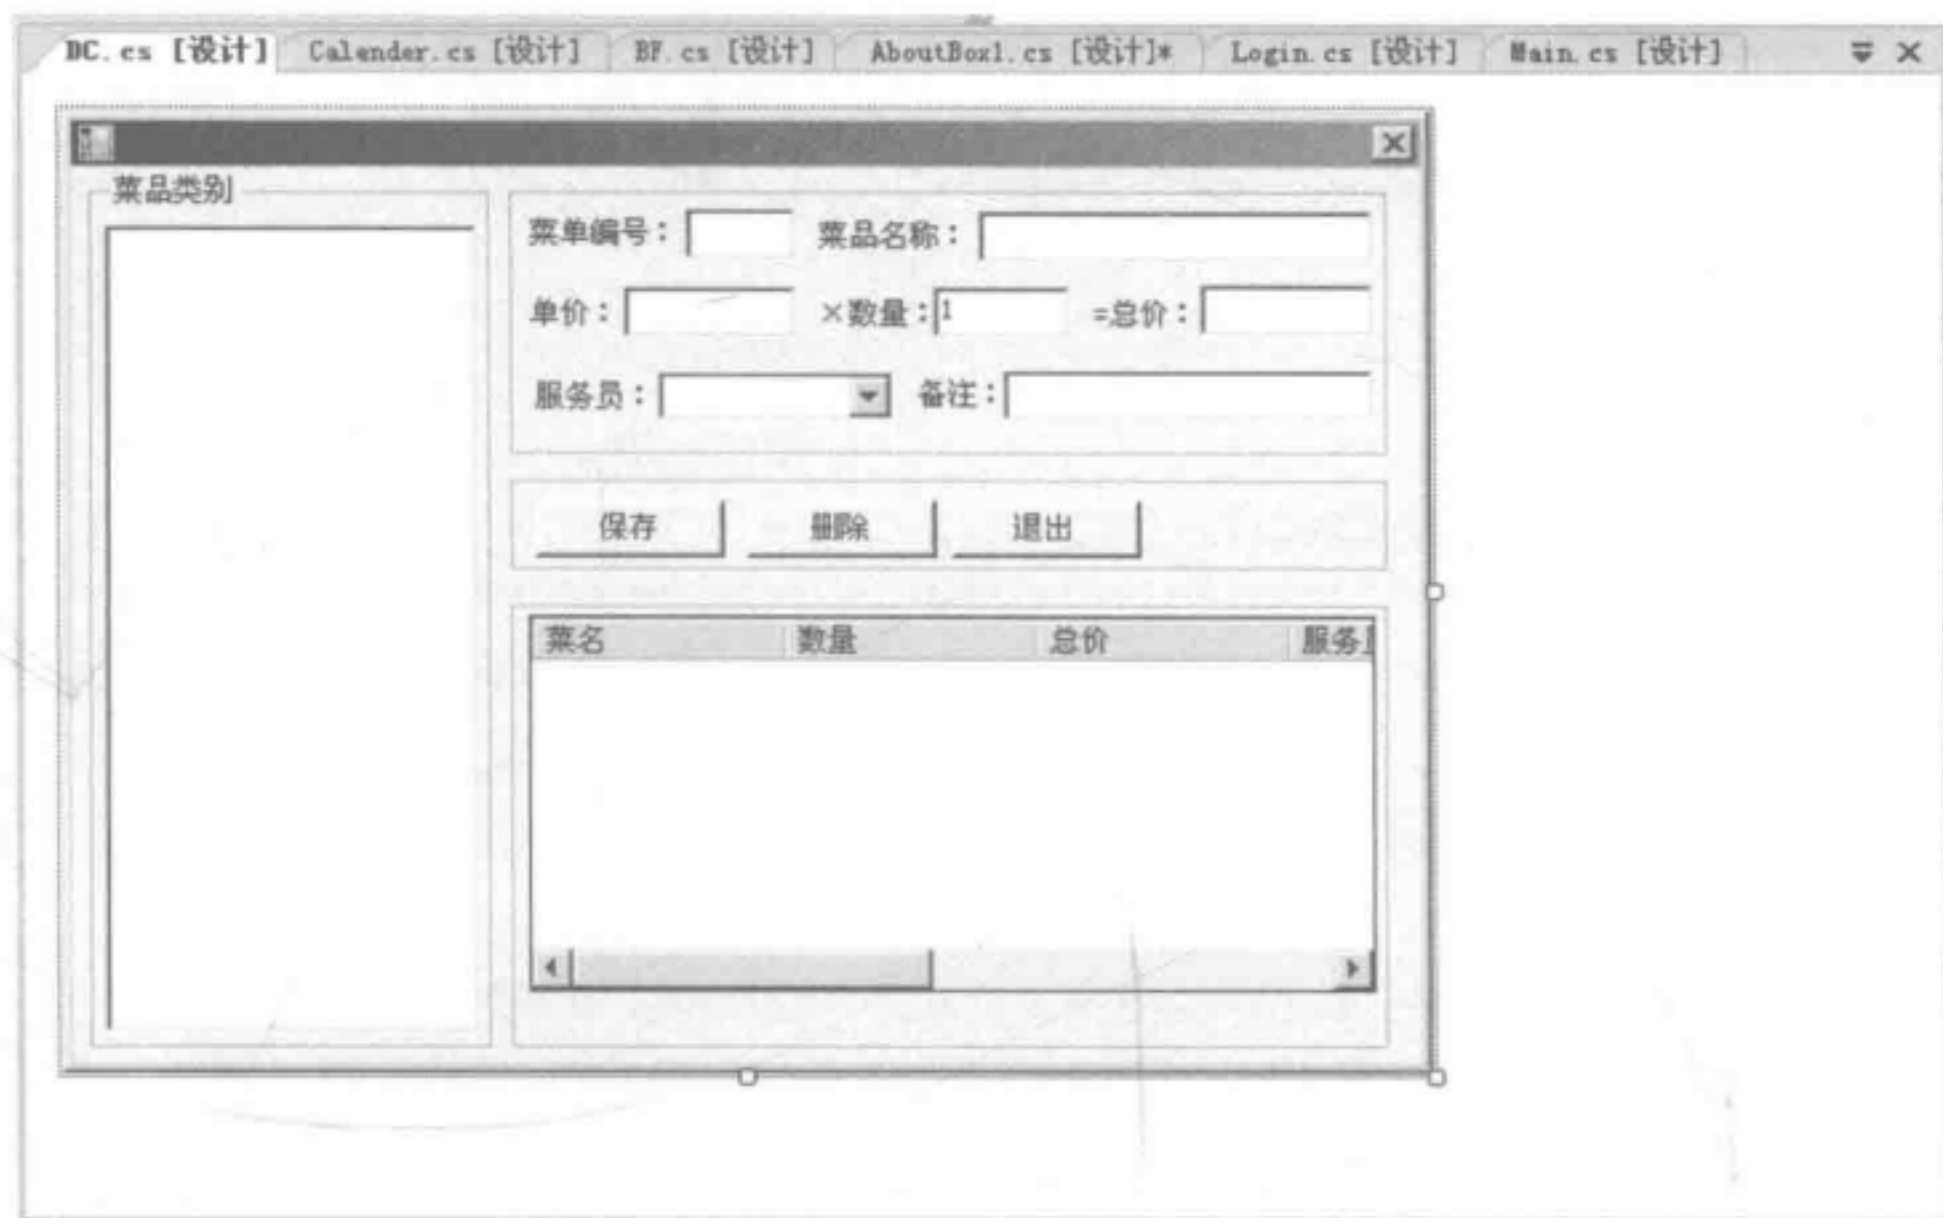 DC.cs [设计] Calender.cs [设计] BF.cs [设计] AboutBox1.cs [设计]* Login.cs [设计] Main.cs [设计]
菜品类别
菜单编号： 菜品名称：
单价： ×数量：1 =总价：
服务员： 备注：
保存 删除 退出
菜名 数量 总价 服务员